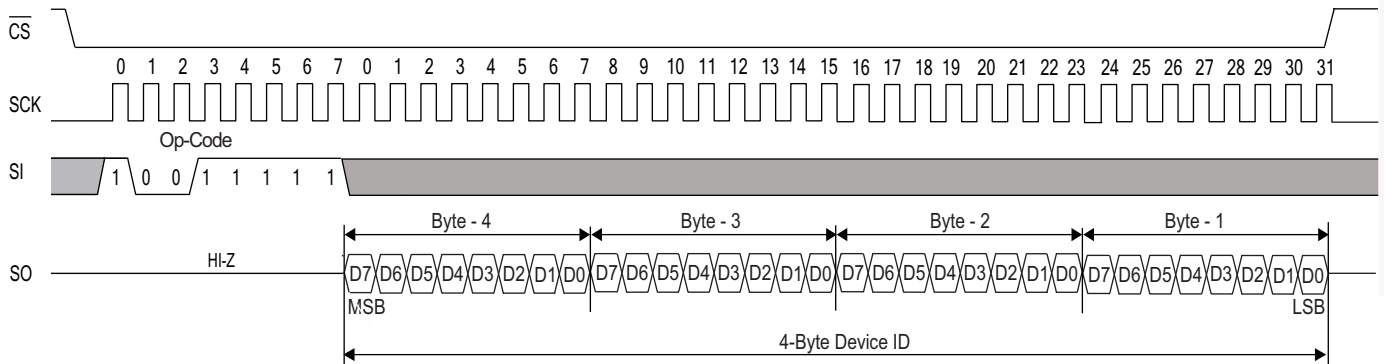 CS
0 1 2 3 4 5 6 7 0 1 2 3 4 5 6 7 8 9 10 11 12 13 14 15 16 17 18 19 20 21 22 23 24 25 26 27 28 29 30 31
SCK
Op-Code
SI 1 0 0 1 1 1 1 1
Byte - 4 Byte - 3 Byte - 2 Byte - 1
SO HI-Z D7 D6 D5 D4 D3 D2 D1 D0 D7 D6 D5 D4 D3 D2 D1 D0 D7 D6 D5 D4 D3 D2 D1 D0 D7 D6 D5 D4 D3 D2 D1 D0
MSB LSB
4-Byte Device ID